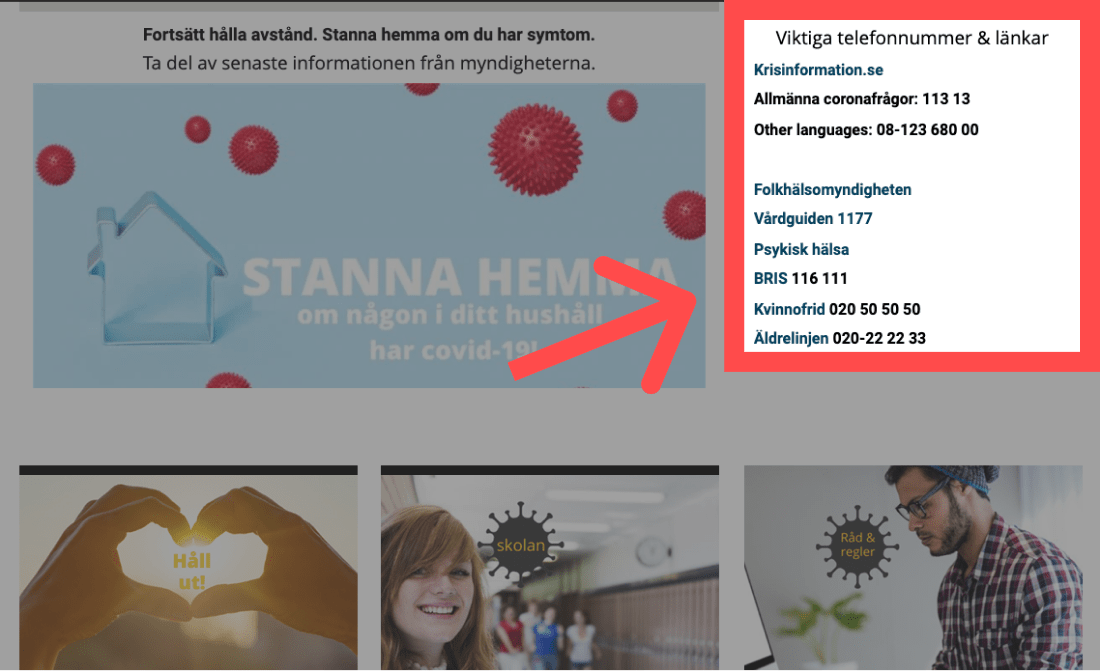 Fortsätt hålla avstånd. Stanna hemma om du har symtom.
Ta del av senaste informationen från myndigheterna.
STANNA HEMMA
om någon i ditt hushåll
har covid-19!
Viktiga telefonnummer & länkar
Krisinformation.se
Allmänna coronafrågor: 113 13
Other languages: 08-123 680 00
Folkhälsomyndigheten
Vårdguiden 1177
Psykisk hälsa
BRIS 116 111
Kvinnofrid 020 50 50 50
Äldrelinjen 020-22 22 33
Håll
ut!
skolan
Råd &
regler